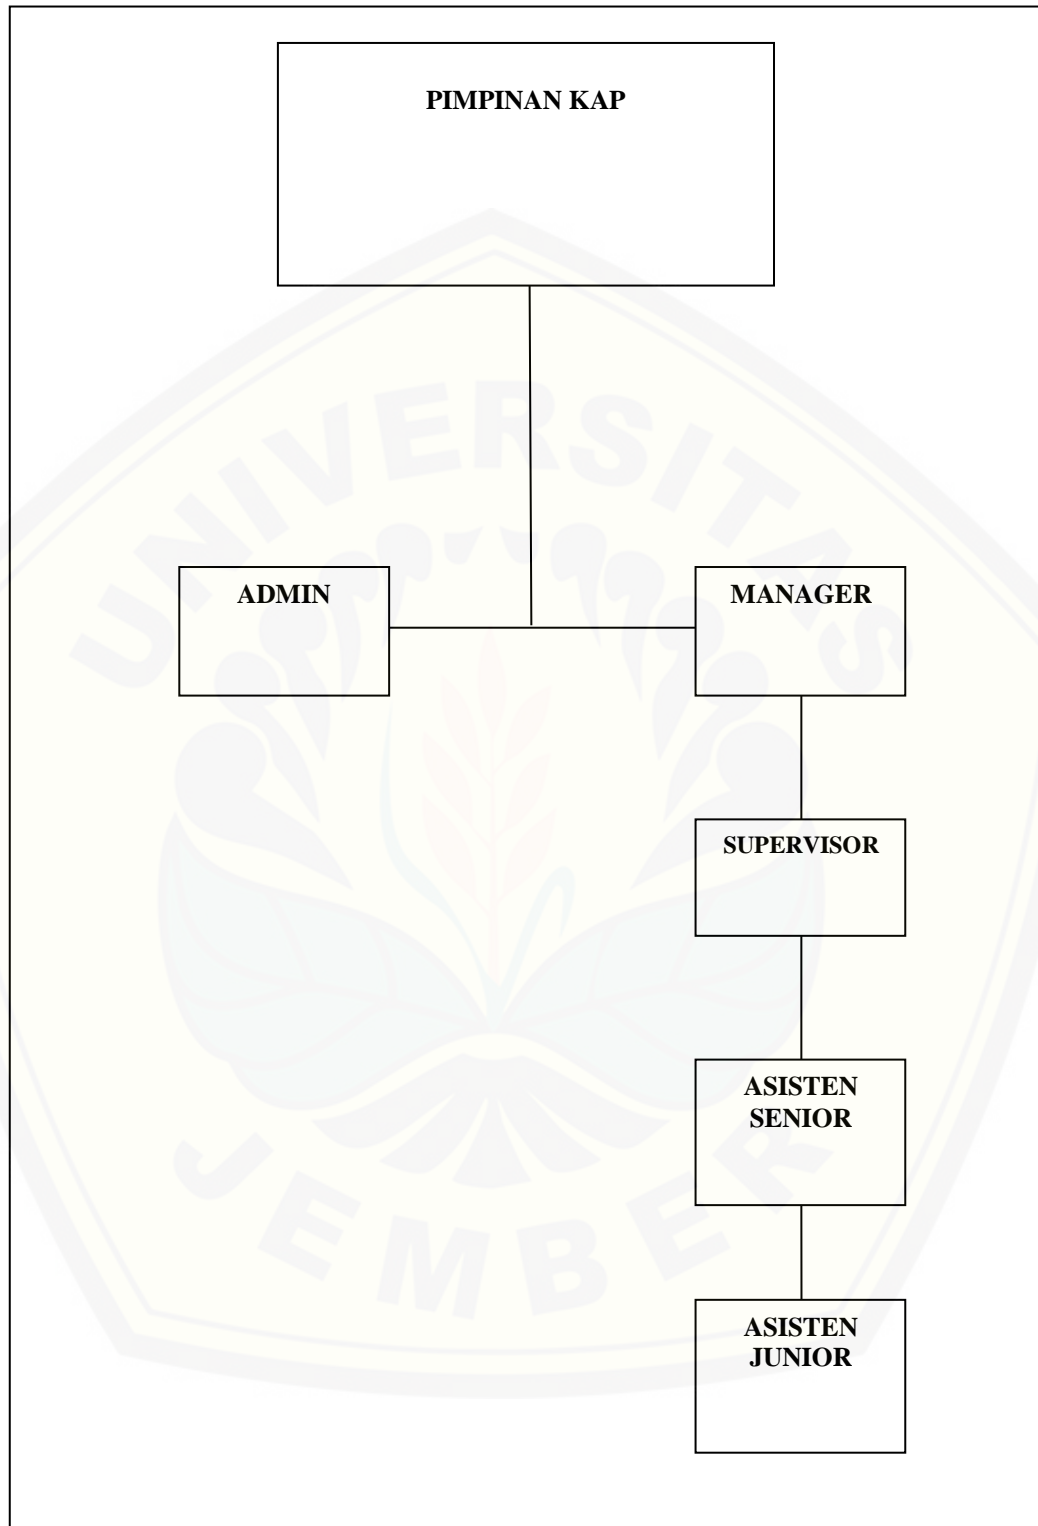 PIMPINAN KAP
UNIVERSITAS
ADMIN
MANAGER
SUPERVISOR
ASISTEN
SENIOR
JEMBER
ASISTEN
JUNIOR